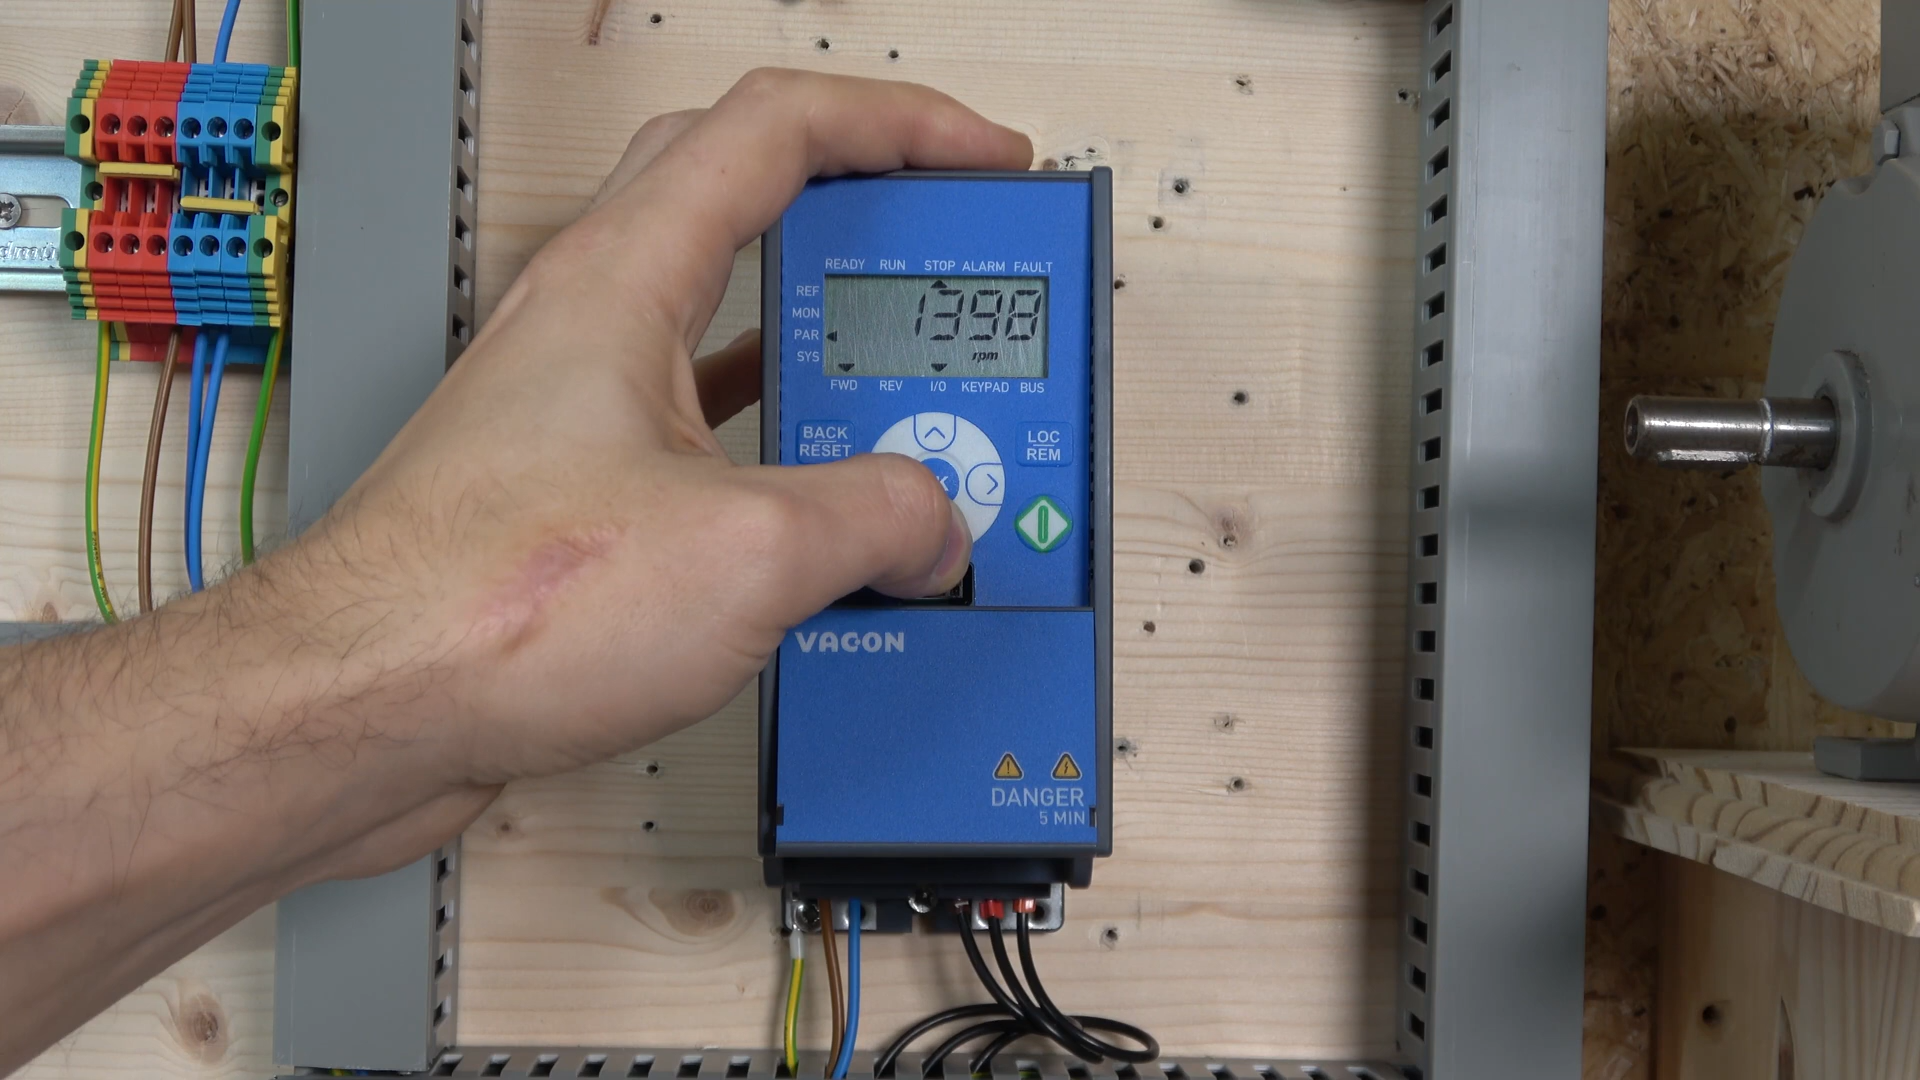 READY RUN STOP ALARM FAULT
REF
MON
PAR
SYS
1398
rpm
FWD REV I/O KEYPAD BUS
BACK
RESET
LOC
REM
K
VACON
DANGER
5 MIN